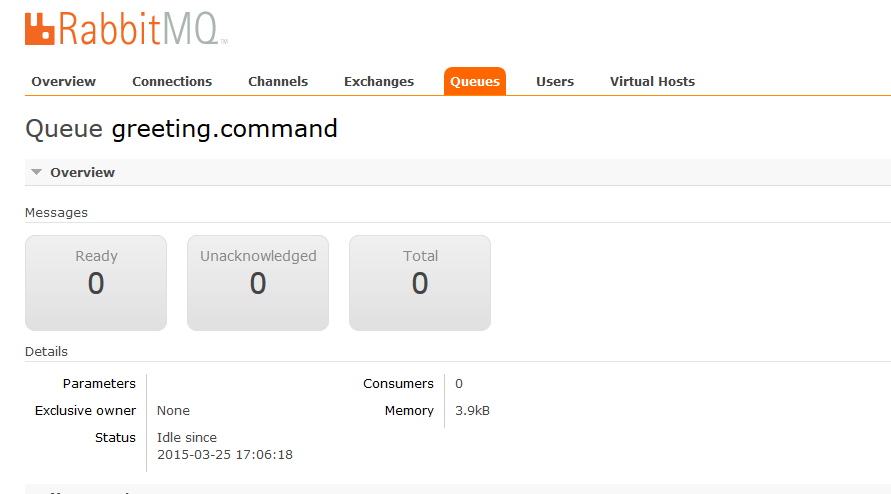 RabbitMQ TM
Overview Connections Channels Exchanges Queues Users Virtual Hosts
Queue greeting.command
Overview
Messages
Ready Unacknowledged Total
0 0 0
Details
Parameters Consumers 0
Exclusive owner None Memory 3.9kB
Status Idle since
2015-03-25 17:06:18